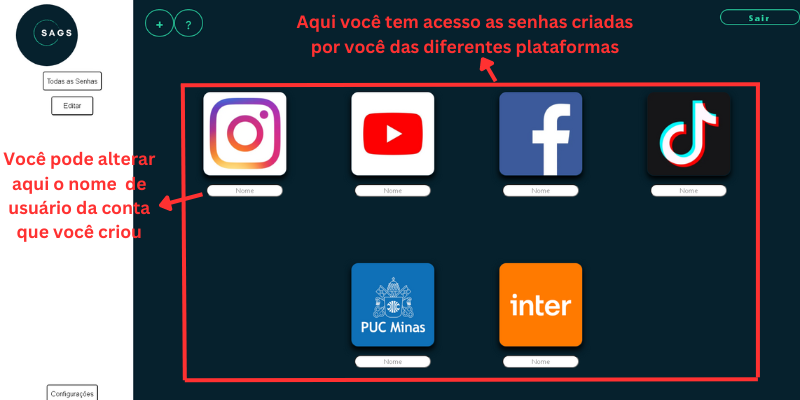 SAGS
+
?
Aqui você tem acesso as senhas criadas
por você das diferentes plataformas
Sair
Todas as Senhas
Editar
Você pode alterar
aqui o nome de
usuário da conta
que você criou
Nome
Nome
Nome
Nome
PUC Minas
inter
Nome
Nome
Configurações